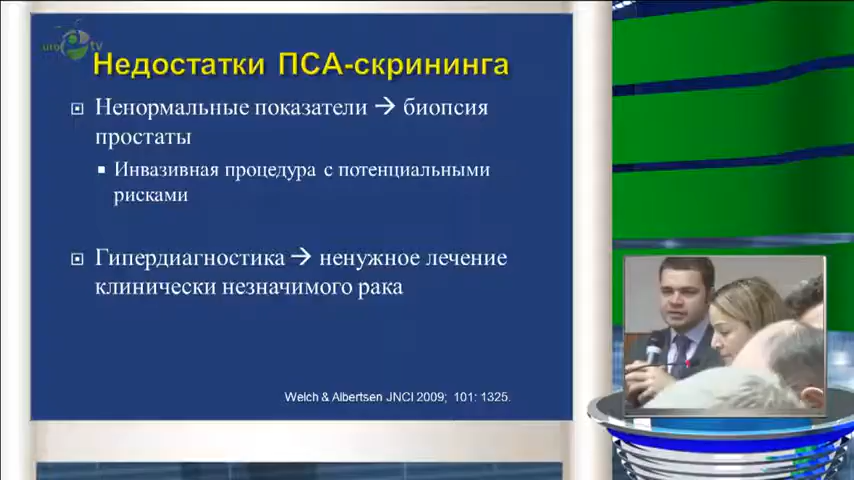 uro tv
Недостатки ПСА-скрининга
Ненормальные показатели → биопсия
простаты
Инвазивная процедура с потенциальными
рисками
Гипердиагностика → ненужное лечение
клинически незначимого рака
Welch & Albertsen JNCI 2009; 101: 1325.